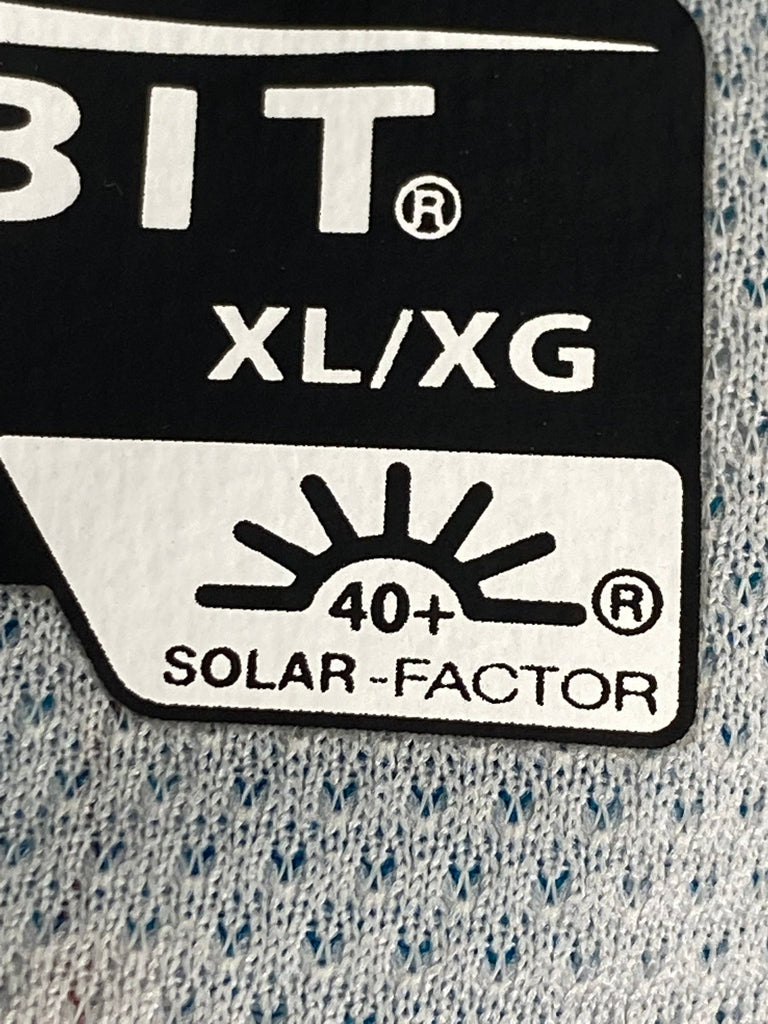 BIT®
XL/XG
40+ ®
SOLAR-FACTOR